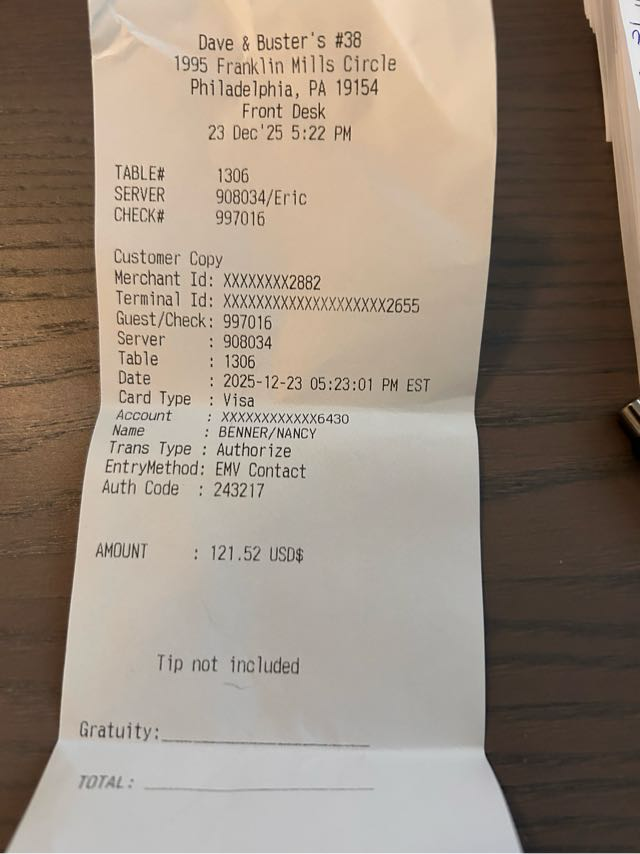 Dave & Buster's #38
1995 Franklin Mills Circle
Philadelphia, PA 19154
Front Desk
23 Dec'25 5:22 PM
TABLE# 1306
SERVER 908034/Eric
CHECK# 997016
Customer Copy
Merchant Id: XXXXXXXX2882
Terminal Id: XXXXXXXXXXXXXXXXXXXX2655
Guest/Check: 997016
Server : 908034
Table : 1306
Date : 2025-12-23 05:23:01 PM EST
Card Type : Visa
Account : XXXXXXXXXXXX6430
Name : BENNER/NANCY
Trans Type : Authorize
EntryMethod: EMV Contact
Auth Code : 243217
AMOUNT : 121.52 USD$
Tip not included
Gratuity:
TOTAL: